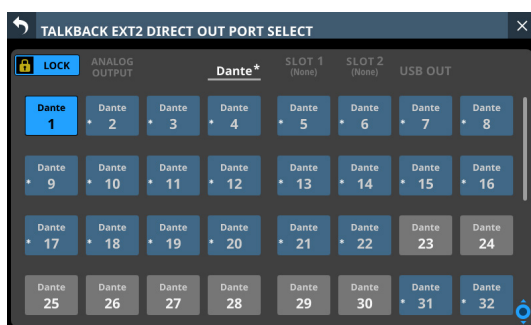 TALKBACK EXT2 DIRECT OUT PORT SELECT
LOCK
ANALOG
OUTPUT
Dante*
SLOT 1
(None)
SLOT 2
(None)
USB OUT
Dante
1
Dante
* 2
Dante
* 3
Dante
* 4
Dante
* 5
Dante
* 6
Dante
* 7
Dante
* 8
Dante
* 9
Dante
* 10
Dante
* 11
Dante
* 12
Dante
* 13
Dante
* 14
Dante
* 15
Dante
* 16
Dante
* 17
Dante
* 18
Dante
* 19
Dante
* 20
Dante
* 21
Dante
* 22
Dante
23
Dante
24
Dante
25
Dante
26
Dante
27
Dante
28
Dante
29
Dante
30
Dante
* 31
Dante
* 32